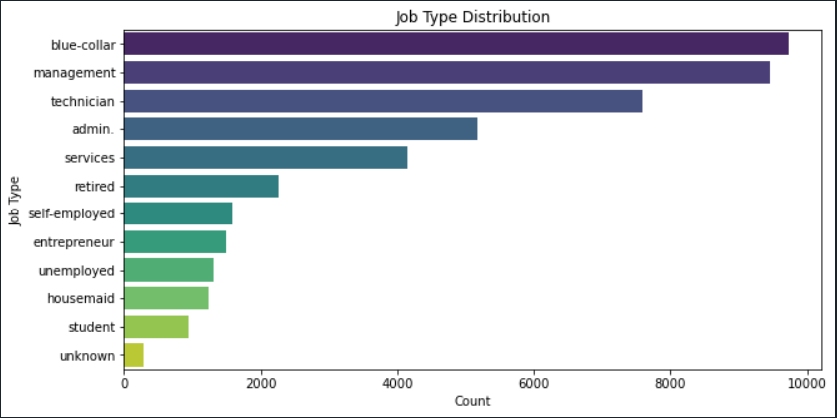 Job Type Distribution
blue-collar
management
technician
admin.
services
retired
self-employed
entrepreneur
unemployed
housemaid
student
unknown
Job Type
0 2000 4000 6000 8000 10000
Count